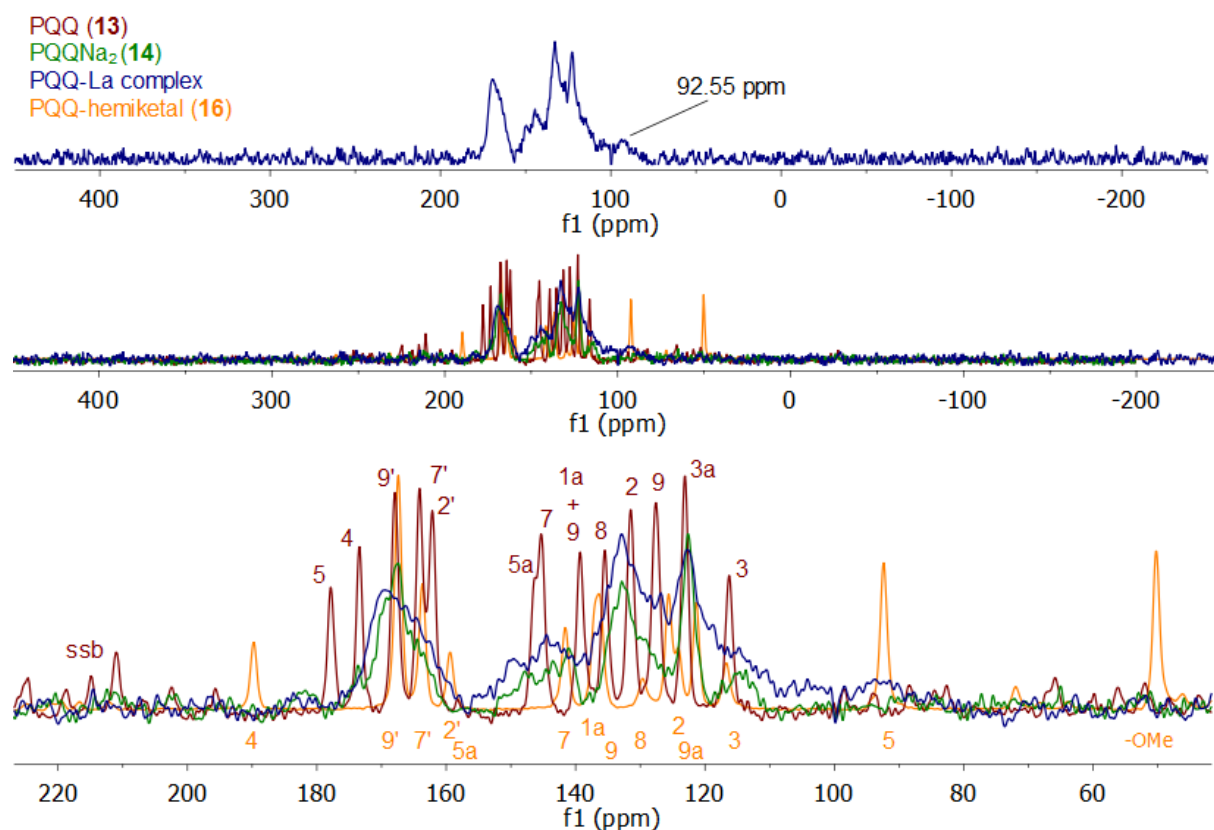 PQQ (13)
PQQNa2 (14)
PQQ-La complex
PQQ-hemiketal (16)
92.55 ppm
400 300 200 100 0 -100 -200
f1 (ppm)
400 300 200 100 0 -100 -200
f1 (ppm)
ssb 5 4 9' 7' 2' 5a 7 1a + 9 8 2 9 3a 3
4 9' 7' 2' 5a 7 1a 9 8 2 9a 3 5 -OMe
220 200 180 160 140 120 100 80 60
f1 (ppm)